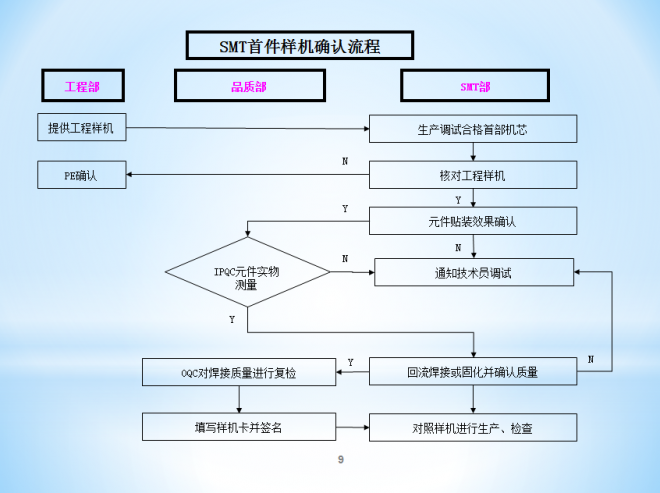 SMT首件样机确认流程
工程部
品质部
SMT部
提供工程样机
生产调试合格首部机芯
N
PE确认
核对工程样机
Y
Y
元件贴装效果确认
N
IPQC元件实物
测量
N
通知技术员调试
Y
Y
N
OQC对焊接质量进行复检
回流焊接或固化并确认质量
填写样机卡并签名
对照样机进行生产、检查
9